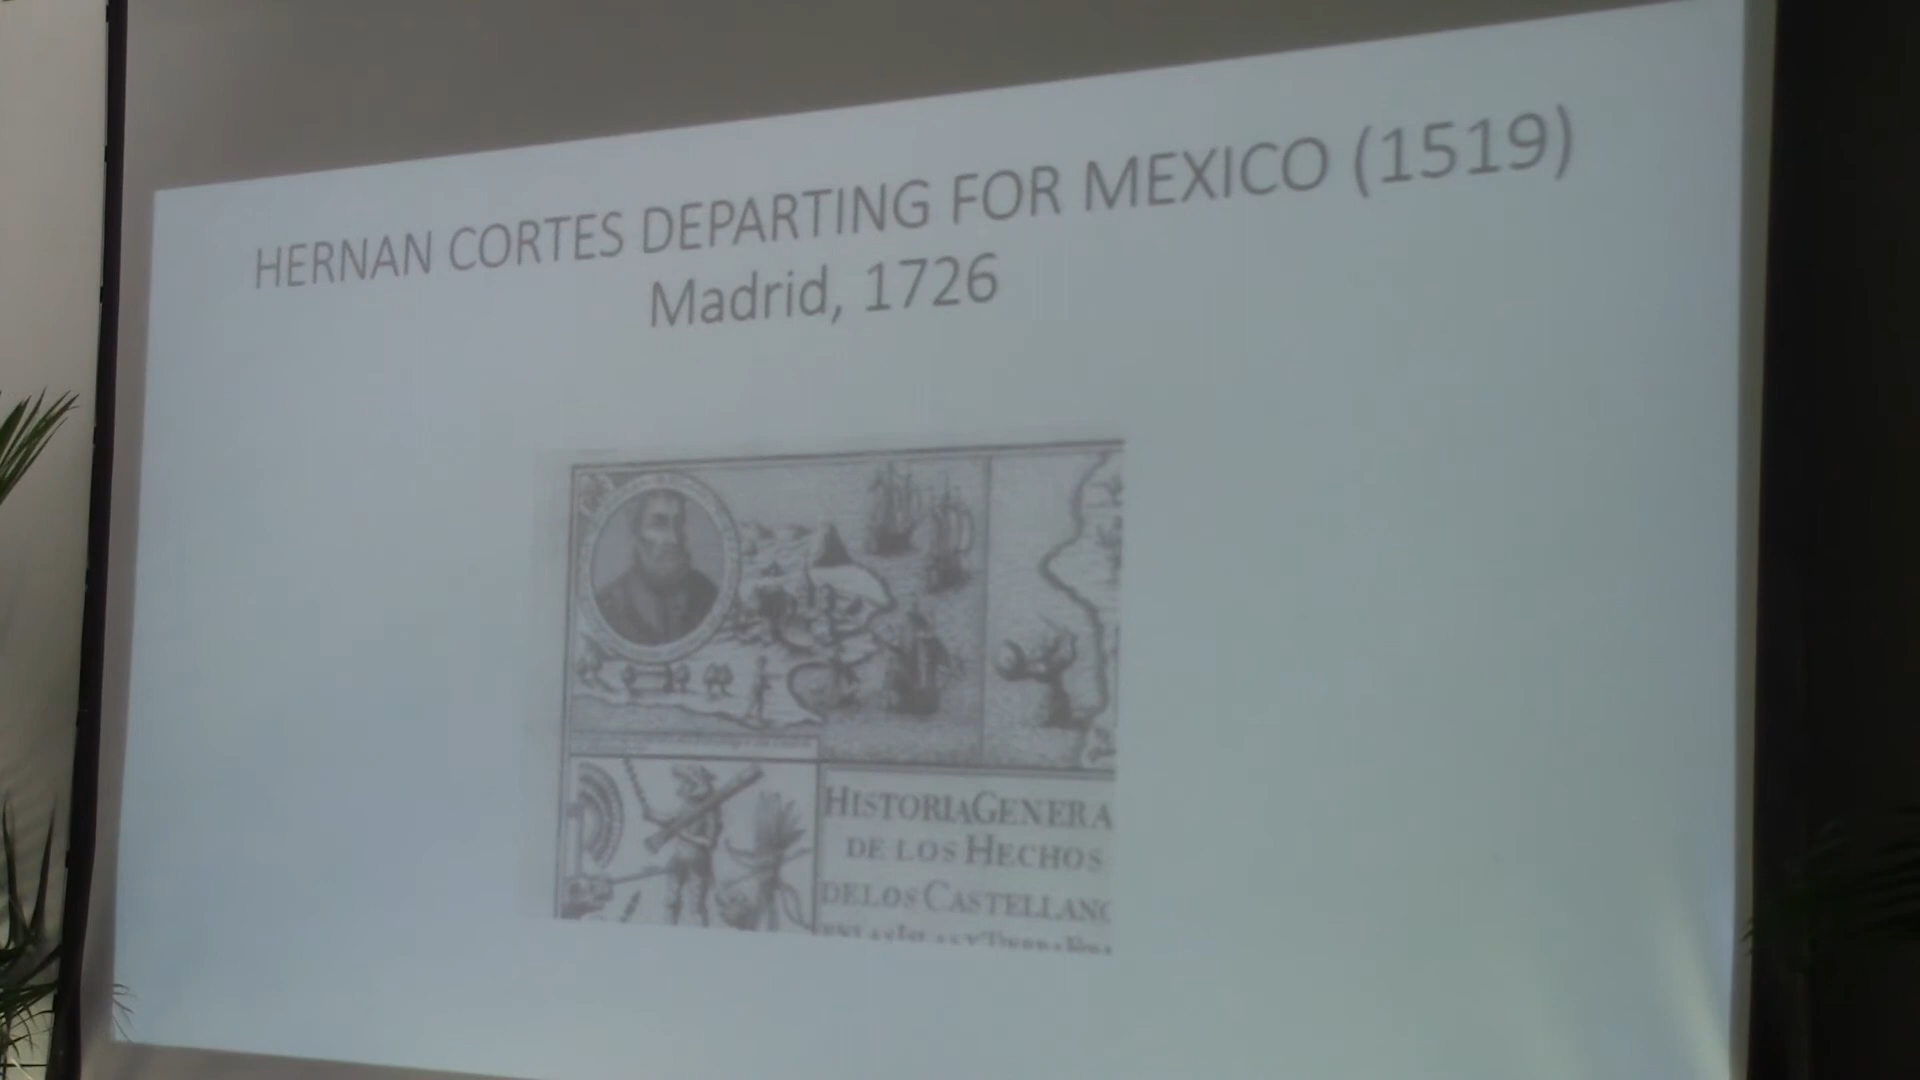 HERNAN CORTES DEPARTING FOR MEXICO (1519)
Madrid, 1726
HISTORIA GENERA
DE LOS HECHOS
DE LOS CASTELLANO